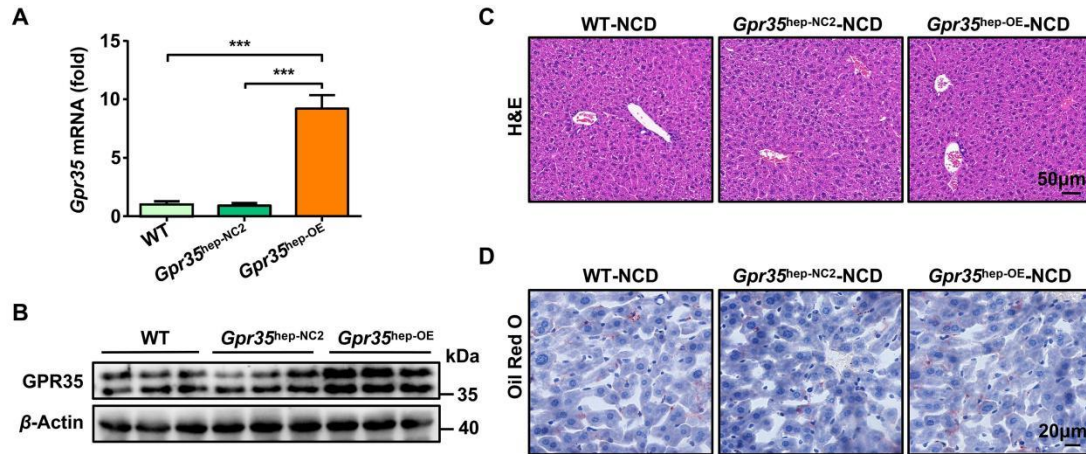 A
Gpr35 mRNA (fold)
15
10
5
0
***
***
WT
Gpr35hep-NC2
Gpr35hep-OE
B
WT Gpr35hep-NC2 Gpr35hep-OE
kDa
GPR35
35
β-Actin
40
C
WT-NCD Gpr35hep-NC2-NCD Gpr35hep-OE-NCD
H&E
50μm
D
WT-NCD Gpr35hep-NC2-NCD Gpr35hep-OE-NCD
Oil Red O
20μm